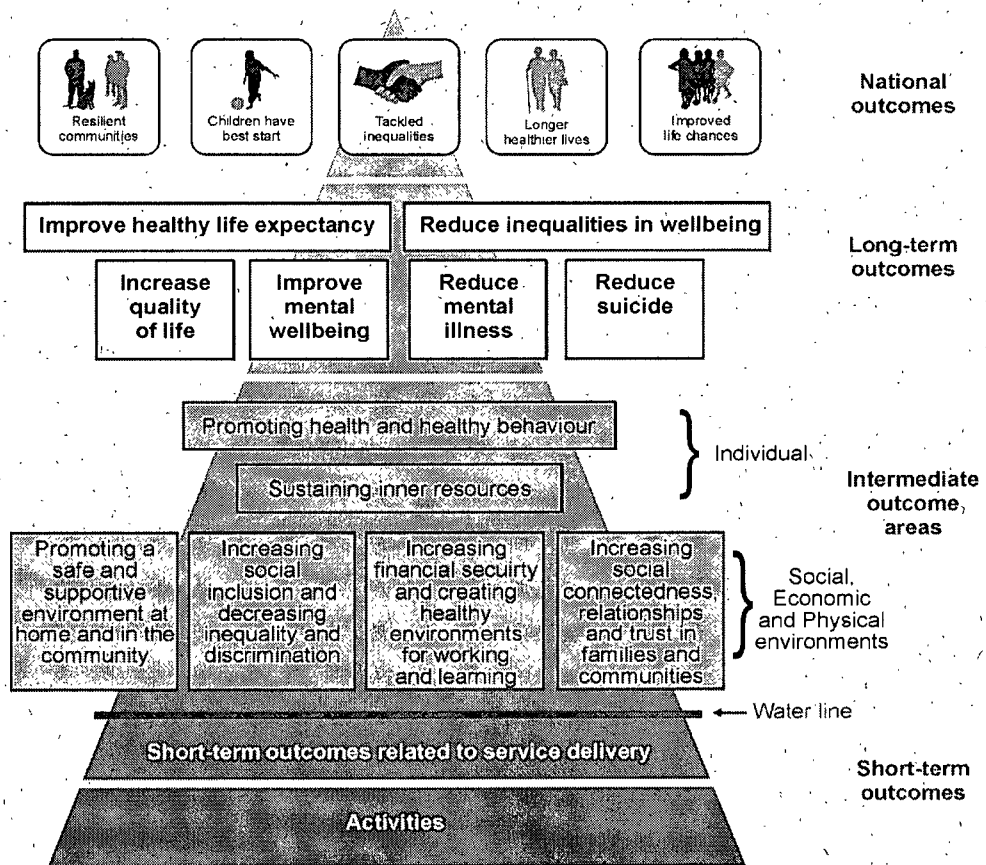 Resilient
communities
Children have
best start
Tackled
inequalities
Longer
healthier lives
Improved
life chances
National
outcomes
Improve healthy life expectancy
Reduce inequalities in wellbeing
Long-term
outcomes
Increase
quality
of life
Improve
mental
wellbeing
Reduce
mental
illness
Reduce
suicide
Promoting health and healthy behaviour
Individual
Sustaining inner resources
Intermediate
outcome
areas
Promoting a
safe and
supportive
environment at
home and in the
community
Increasing
social
inclusion and
decreasing
inequality and
discrimination
Increasing
financial secuirty
and creating
healthy
environments
for working
and learning
Increasing
social
connectedness,
relationships
and trust in
families and
communities
Social,
Economic
and Physical
environments
Water line
Short-term outcomes related to service delivery
Short-term
outcomes
Activities